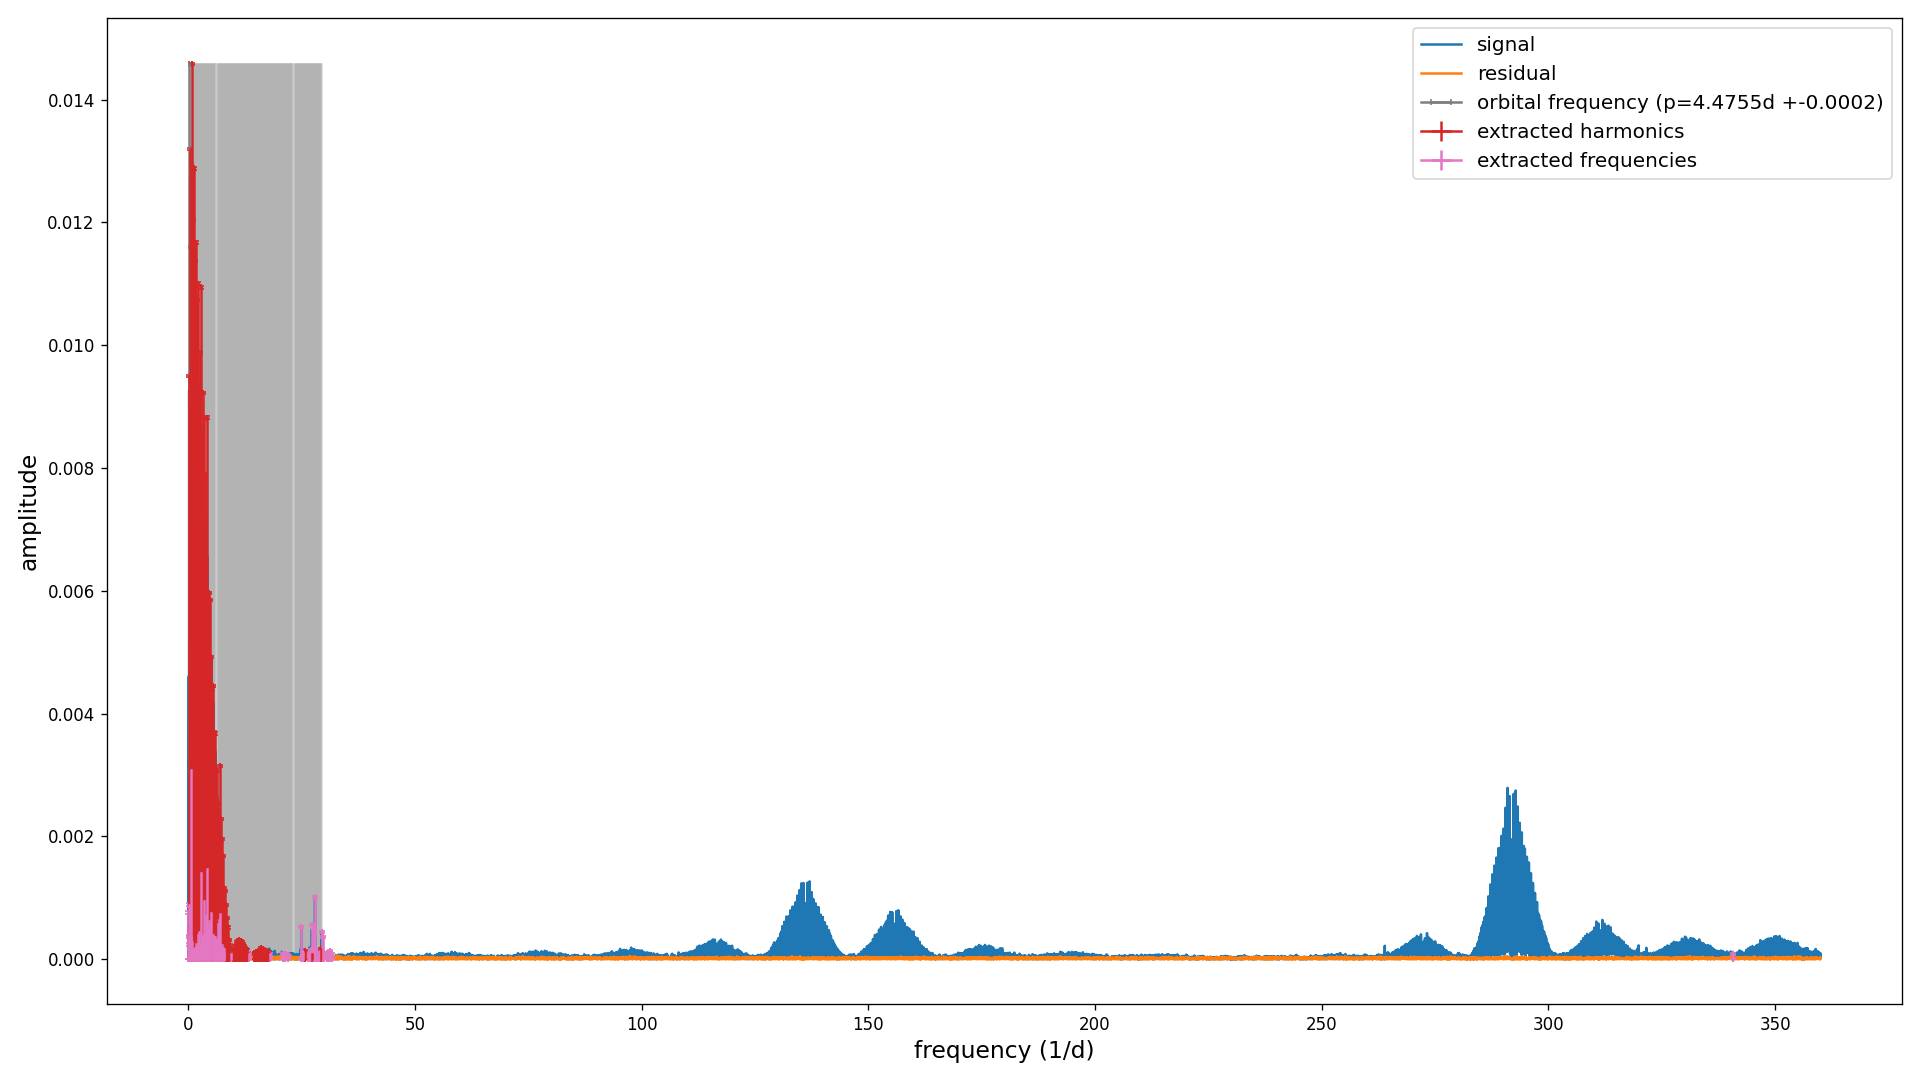 signal
residual
orbital frequency (p=4.4755d +-0.0002)
extracted harmonics
extracted frequencies
0.014
0.012
0.010
0.008
0.006
0.004
0.002
0.000
amplitude
0 50 100 150 200 250 300 350
frequency (1/d)